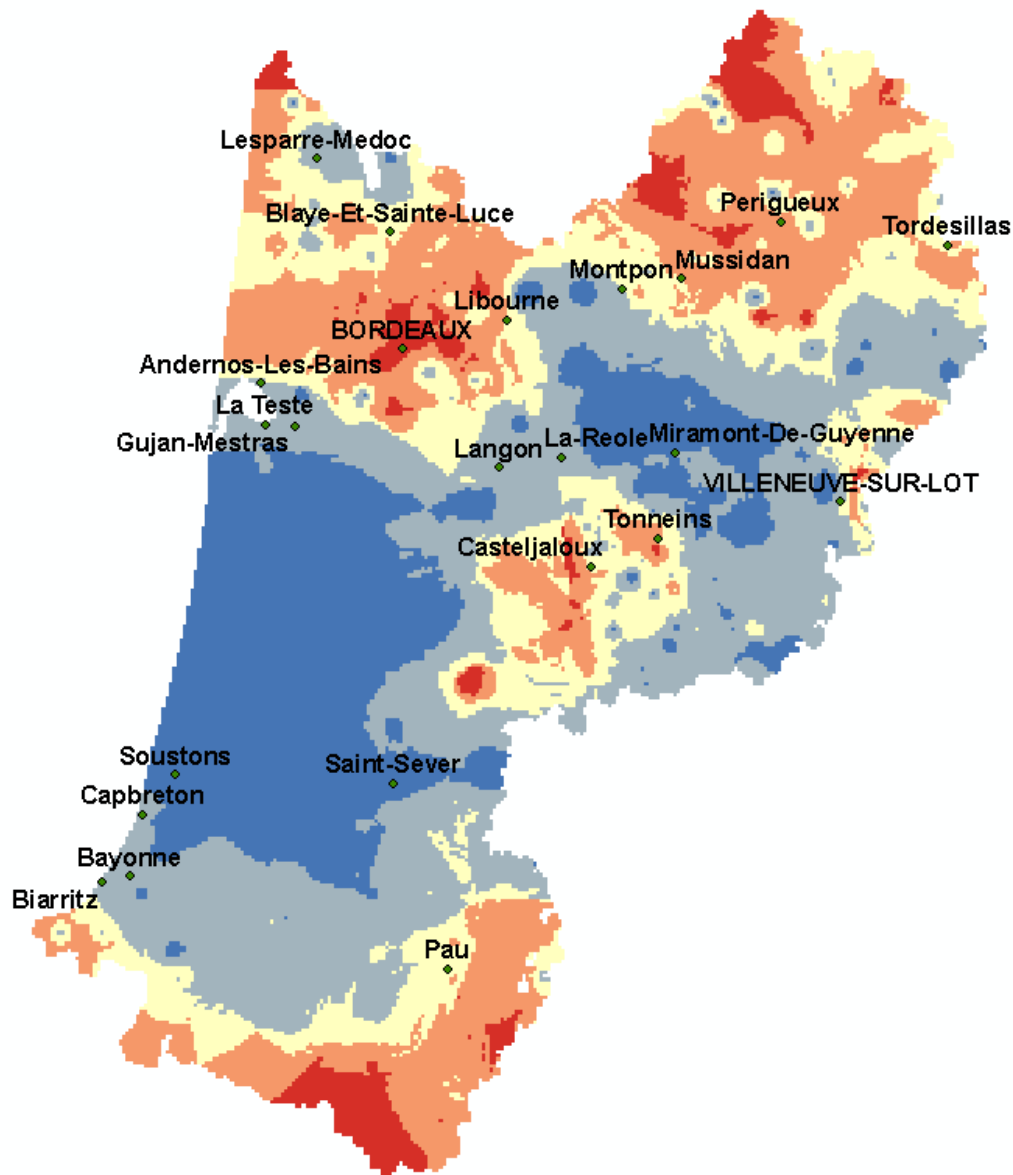 Lesparre-Medoc
Perigueux
Blaye-Et-Sainte-Luce
Tordesillas
Mussidan
Montpon
Libourne
BORDEAUX
Andernos-Les-Bains
La Teste
Gujan-Mestras
La-Reole
Miramont-De-Guyenne
Langon
VILLENEUVE-SUR-LOT
Tonneins
Casteljaloux
Soustons
Saint-Sever
Capbreton
Bayonne
Biarritz
Pau